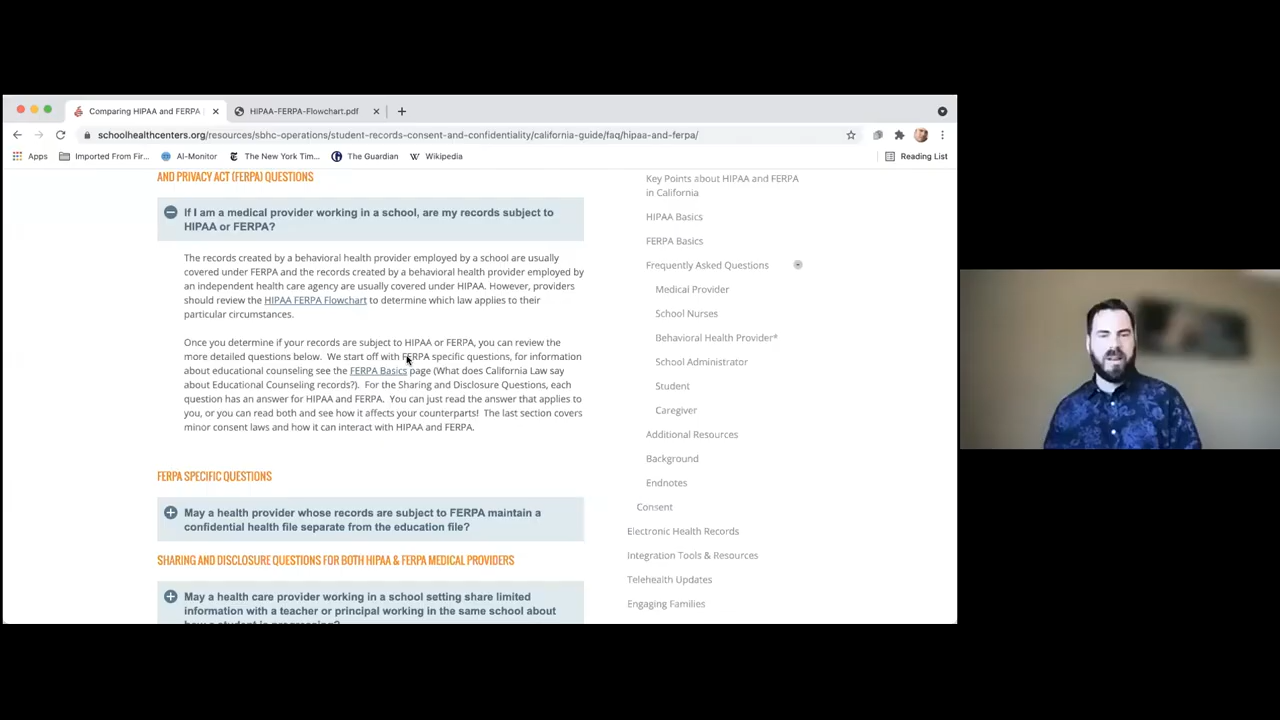 Comparing HIPAA and FERPA
HIPAA-FERPA-Flowchart.pdf
schoolhealthcenters.org/resources/sbhc-operations/student-records-consent-and-confidentiality/california-guide/faq/hipaa-and-ferpa/
Apps
Imported From Fir...
Al-Monitor
The New York Tim...
The Guardian
Wikipedia
Reading List
AND PRIVACY ACT (FERPA) QUESTIONS
If I am a medical provider working in a school, are my records subject to
HIPAA or FERPA?
The records created by a behavioral health provider employed by a school are usually
covered under FERPA and the records created by a behavioral health provider employed by
an independent health care agency are usually covered under HIPAA. However, providers
should review the HIPAA FERPA Flowchart to determine which law applies to their
particular circumstances.
Once you determine if your records are subject to HIPAA or FERPA, you can review the
more detailed questions below. We start off with FERPA specific questions, for information
about educational counseling see the FERPA Basics page (What does California Law say
about Educational Counseling records?). For the Sharing and Disclosure Questions, each
question has an answer for HIPAA and FERPA. You can just read the answer that applies to
you, or you can read both and see how it affects your counterparts! The last section covers
minor consent laws and how it can interact with HIPAA and FERPA.
FERPA SPECIFIC QUESTIONS
May a health provider whose records are subject to FERPA maintain a
confidential health file separate from the education file?
SHARING AND DISCLOSURE QUESTIONS FOR BOTH HIPAA & FERPA MEDICAL PROVIDERS
May a health care provider working in a school setting share limited
information with a teacher or principal working in the same school about
how a student is progressing?
Key Points about HIPAA and FERPA
in California
HIPAA Basics
FERPA Basics
Frequently Asked Questions
Medical Provider
School Nurses
Behavioral Health Provider*
School Administrator
Student
Caregiver
Additional Resources
Background
Endnotes
Consent
Electronic Health Records
Integration Tools & Resources
Telehealth Updates
Engaging Families